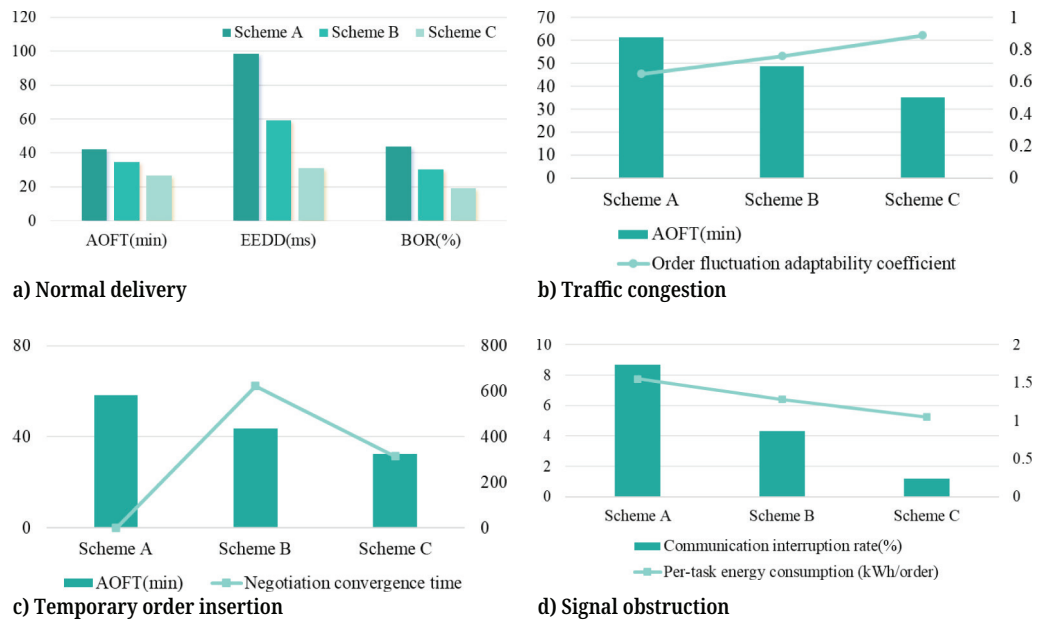 120
100
80
60
40
20
0
Scheme A Scheme B Scheme C
AOFT(min) EEDD(ms) BOR(%)
a) Normal delivery
70
60
50
40
30
20
10
0
1
0.8
0.6
0.4
0.2
0
Scheme A Scheme B Scheme C
AOFT(min)
Order fluctuation adaptability coefficient
b) Traffic congestion
80
40
0
800
600
400
200
0
Scheme A Scheme B Scheme C
AOFT(min) Negotiation convergence time
c) Temporary order insertion
10
8
6
4
2
0
2
1.5
1
0.5
0
Scheme A Scheme B Scheme C
Communication interruption rate(%)
Per-task energy consumption (kWh/order)
d) Signal obstruction